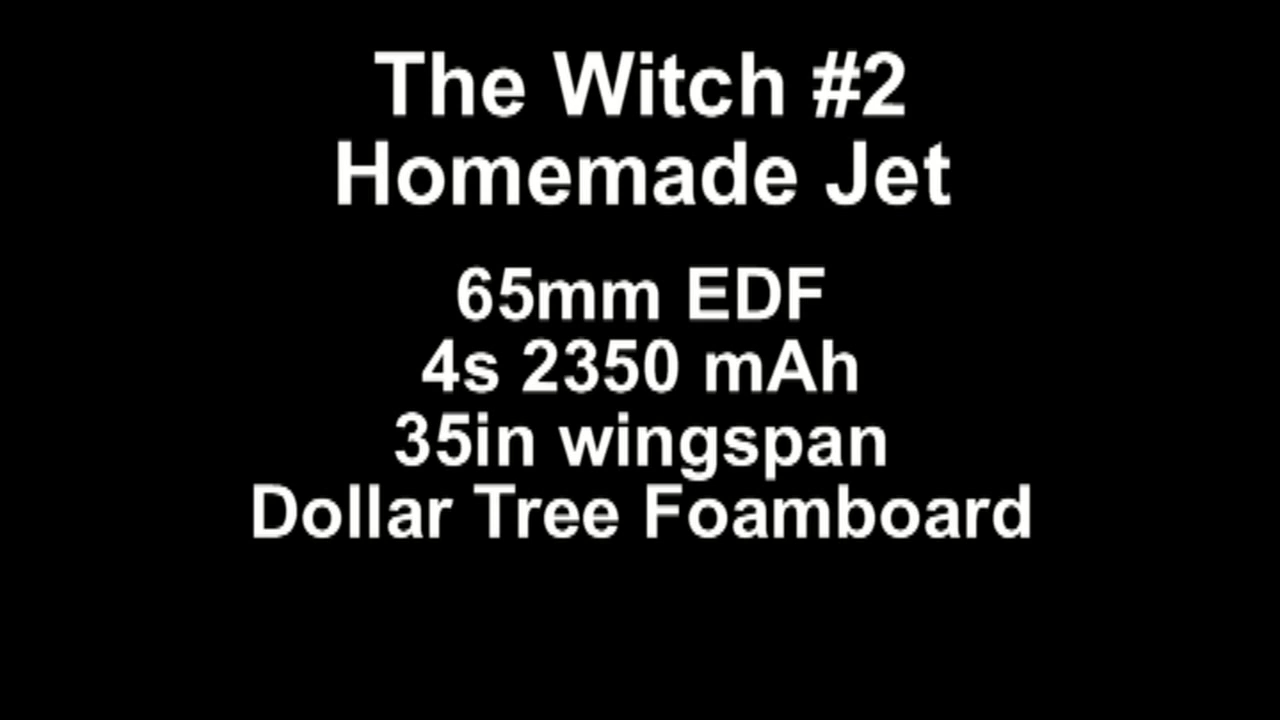 The Witch #2
Homemade Jet
65mm EDF
4s 2350 mAh
35in wingspan
Dollar Tree Foamboard